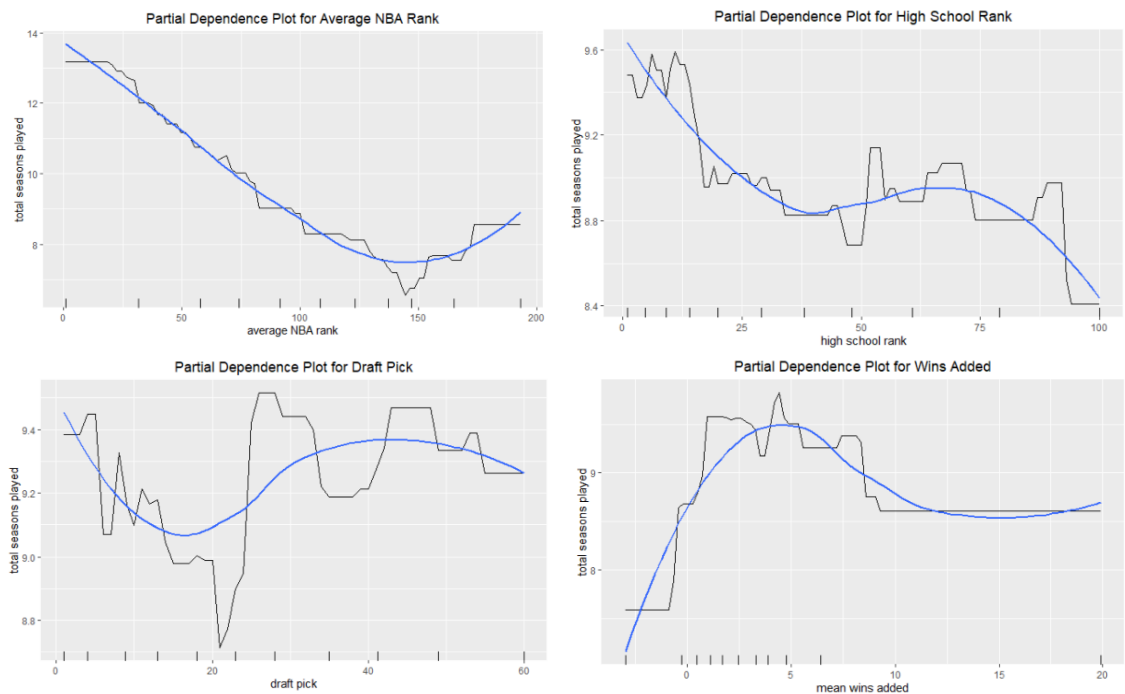 Partial Dependence Plot for Average NBA Rank
14
12
10
8
total seasons played
0 50 100 150 200
average NBA rank
Partial Dependence Plot for High School Rank
9.6
9.2
8.8
8.4
total seasons played
0 25 50 75 100
high school rank
Partial Dependence Plot for Draft Pick
9.4
9.2
9.0
8.8
total seasons played
0 20 40 60
draft pick
Partial Dependence Plot for Wins Added
9
8
total seasons played
0 5 10 15 20
mean wins added